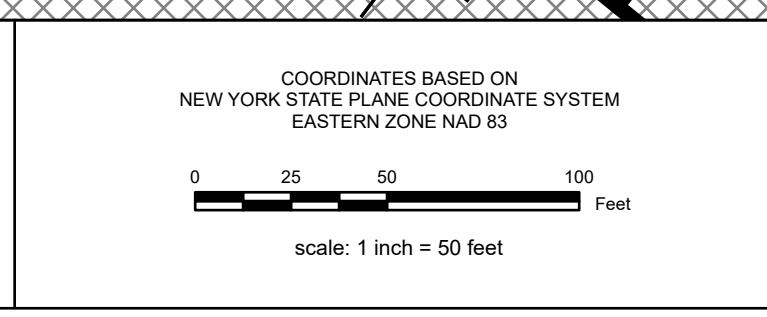 COORDINATES BASED ON
NEW YORK STATE PLANE COORDINATE SYSTEM
EASTERN ZONE NAD 83
0 25 50 100
Feet
scale: 1 inch = 50 feet